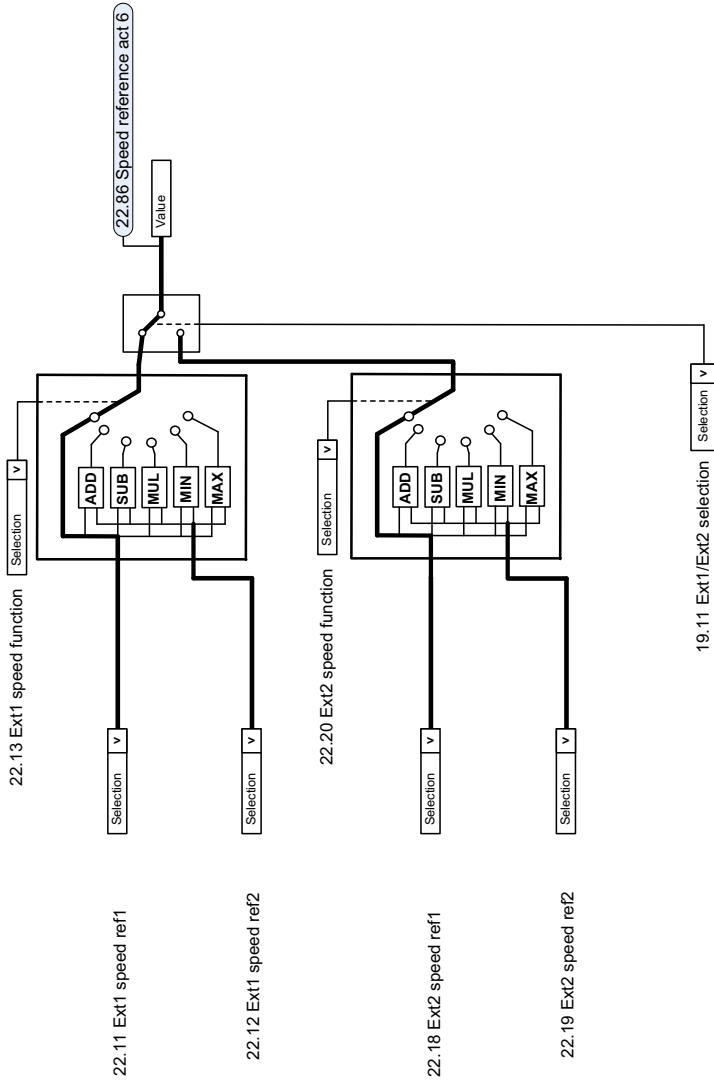 22.86 Speed reference act 6
Value
22.13 Ext1 speed function
Selection
v
ADD
SUB
MUL
MIN
MAX
22.11 Ext1 speed ref1
Selection
v
22.12 Ext1 speed ref2
Selection
v
22.20 Ext2 speed function
Selection
v
ADD
SUB
MUL
MIN
MAX
22.18 Ext2 speed ref1
Selection
v
22.19 Ext2 speed ref2
Selection
v
19.11 Ext1/Ext2 selection
Selection
v